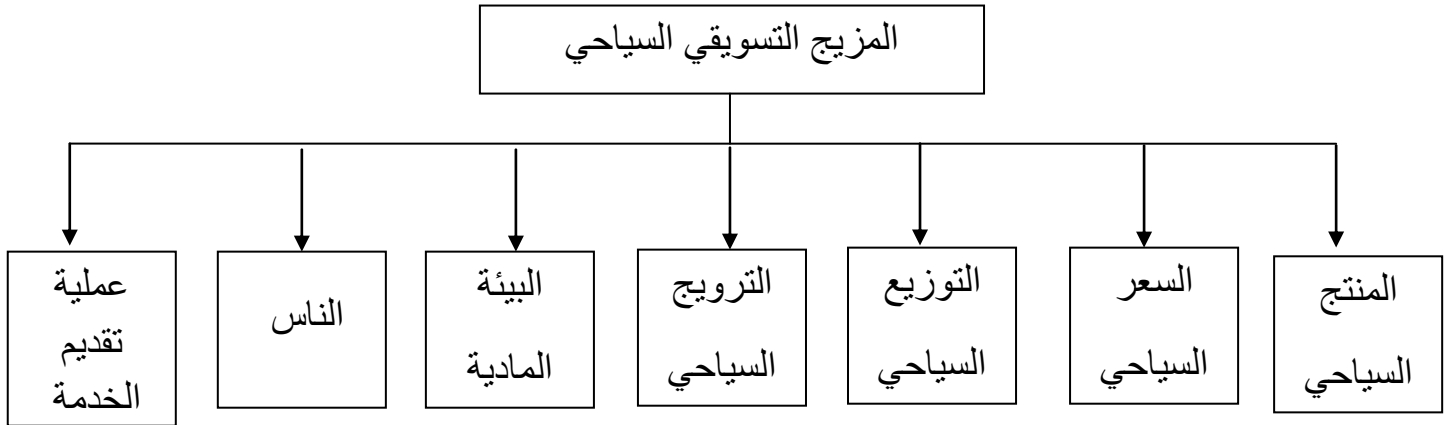 المزيج التسويقي السياحي
المنتج
السياحي
السعر
السياحي
التوزيع
السياحي
الترويج
السياحي
البيئة
المادية
الناس
عملية
تقديم
الخدمة